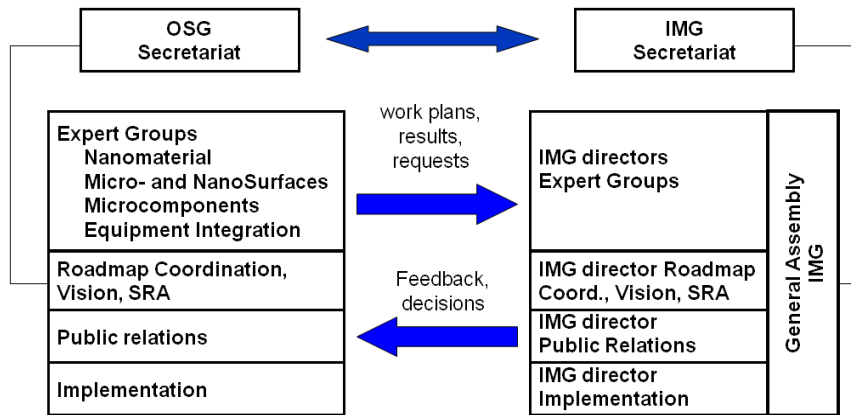 OSG
Secretariat
IMG
Secretariat
Expert Groups
Nanomaterial
Micro- and NanoSurfaces
Microcomponents
Equipment Integration
Roadmap Coordination,
Vision, SRA
Public relations
Implementation
work plans,
results,
requests
Feedback,
decisions
IMG directors
Expert Groups
IMG director Roadmap
Coord., Vision, SRA
IMG director
Public Relations
IMG director
Implementation
General Assembly
IMG